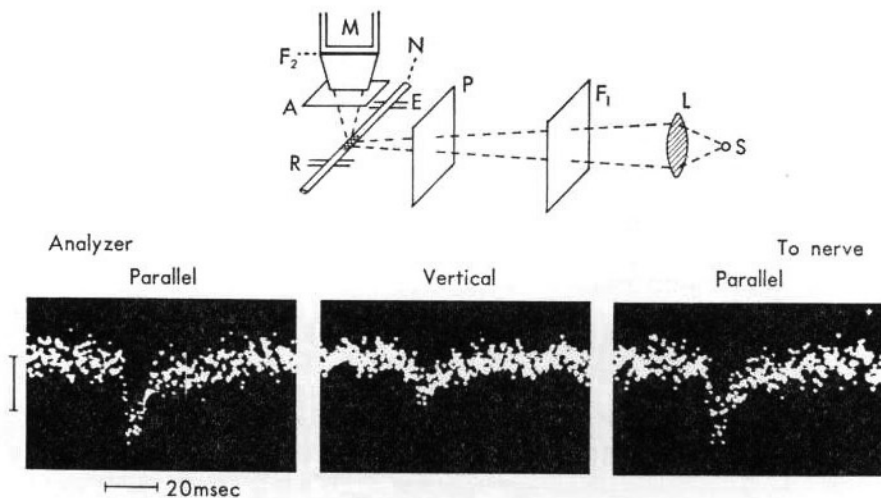 M
F₂
N
P
F₁
L
A
E
S
R
Analyzer
To nerve
Parallel
Vertical
Parallel
20msec